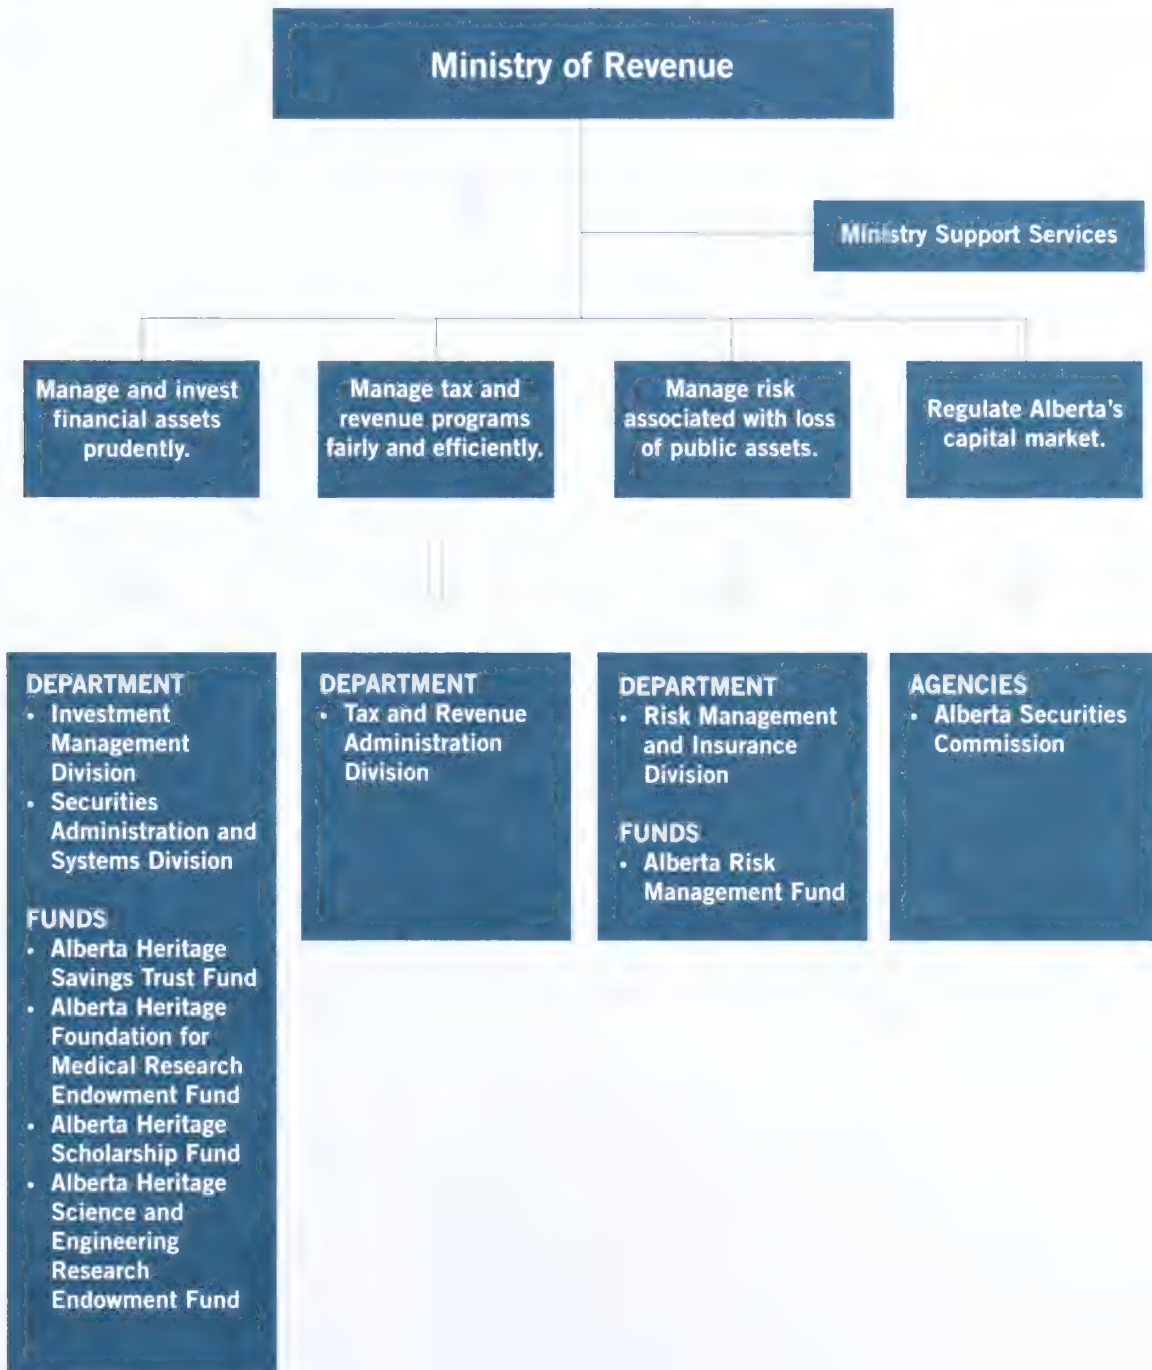 Ministry of Revenue
Ministry Support Services
Manage and invest
financial assets
prudently.
Manage tax and
revenue programs
fairly and efficiently.
Manage risk
associated with loss
of public assets.
Regulate Alberta's
capital market.
DEPARTMENT
• Investment
Management
Division
• Securities
Administration and
Systems Division
FUNDS
• Alberta Heritage
Savings Trust Fund
• Alberta Heritage
Foundation for
Medical Research
Endowment Fund
• Alberta Heritage
Scholarship Fund
• Alberta Heritage
Science and
Engineering
Research
Endowment Fund
DEPARTMENT
• Tax and Revenue
Administration
Division
DEPARTMENT
• Risk Management
and Insurance
Division
FUNDS
• Alberta Risk
Management Fund
AGENCIES
• Alberta Securities
Commission